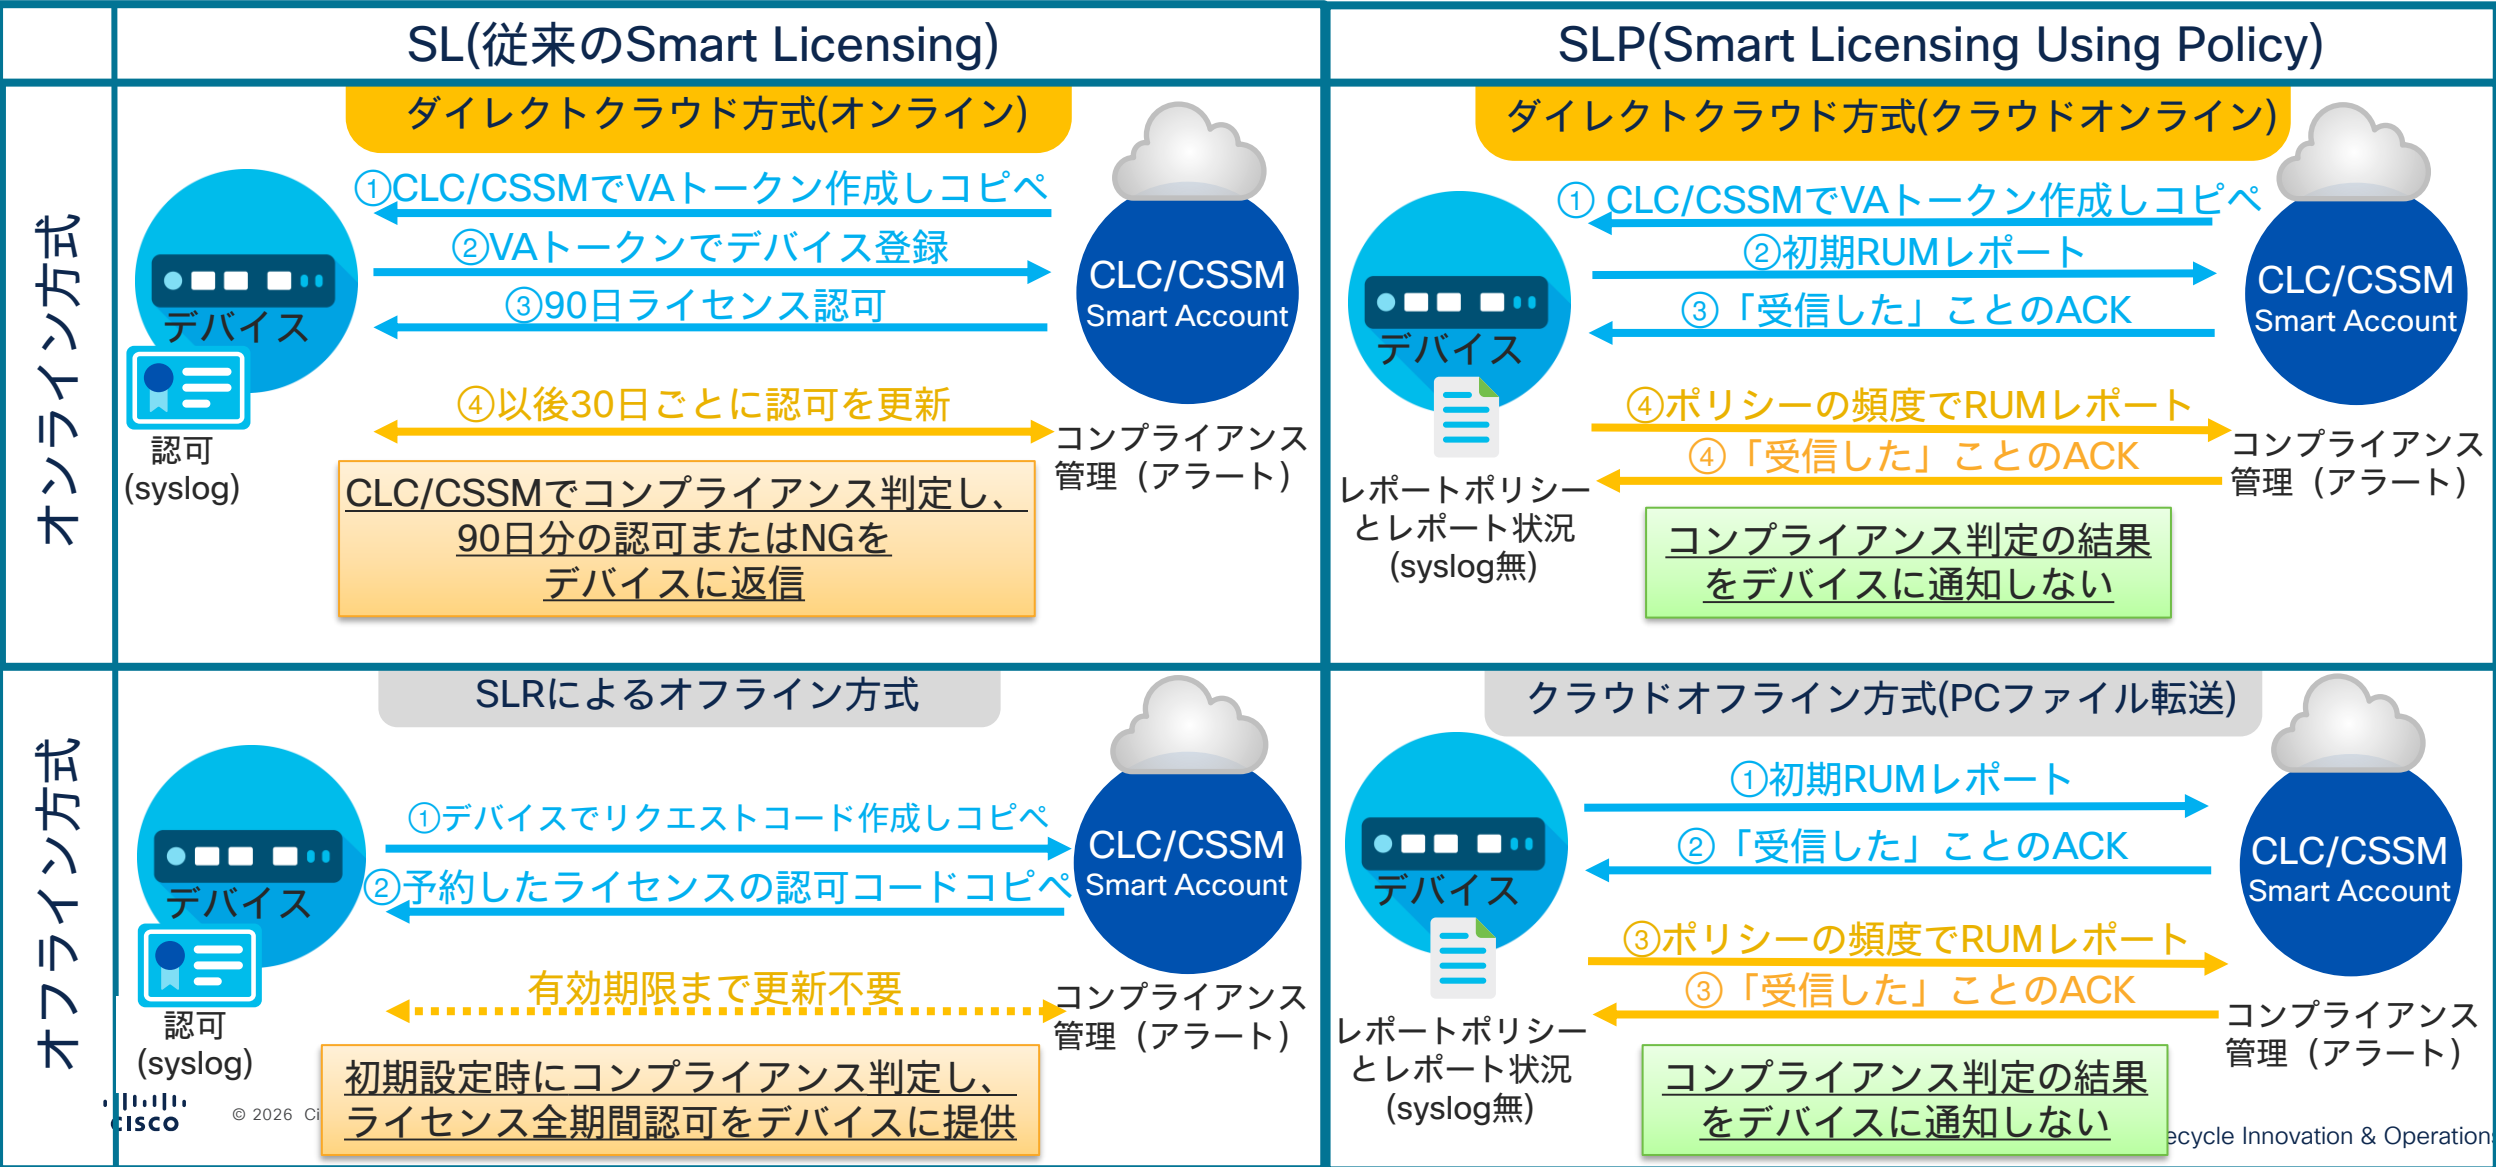 SL(従来のSmart Licensing)
SLP(Smart Licensing Using Policy)
オンライン方式
ダイレクトクラウド方式(オンライン)
①CLC/CSSMでVAトークン作成しコピペ
②VAトークンでデバイス登録
③90日ライセンス認可
④以後30日ごとに認可を更新
デバイス
認可
(syslog)
CLC/CSSM
Smart Account
コンプライアンス
管理（アラート）
CLC/CSSMでコンプライアンス判定し、
90日分の認可またはNGを
デバイスに返信
ダイレクトクラウド方式(クラウドオンライン)
① CLC/CSSMでVAトークン作成しコピペ
②初期RUMレポート
③「受信した」ことのACK
④ポリシーの頻度でRUMレポート
④「受信した」ことのACK
デバイス
レポートポリシー
とレポート状況
(syslog無)
CLC/CSSM
Smart Account
コンプライアンス
管理（アラート）
コンプライアンス判定の結果
をデバイスに通知しない
オフライン方式
SLRによるオフライン方式
①デバイスでリクエストコード作成しコピペ
②予約したライセンスの認可コードコピペ
有効期限まで更新不要
デバイス
認可
(syslog)
CLC/CSSM
Smart Account
コンプライアンス
管理（アラート）
初期設定時にコンプライアンス判定し、
ライセンス全期間認可をデバイスに提供
クラウドオフライン方式(PCファイル転送)
①初期RUMレポート
②「受信した」ことのACK
③ポリシーの頻度でRUMレポート
③「受信した」ことのACK
デバイス
レポートポリシー
とレポート状況
(syslog無)
CLC/CSSM
Smart Account
コンプライアンス
管理（アラート）
コンプライアンス判定の結果
をデバイスに通知しない
cisco
© 2026
Innovation & Operations